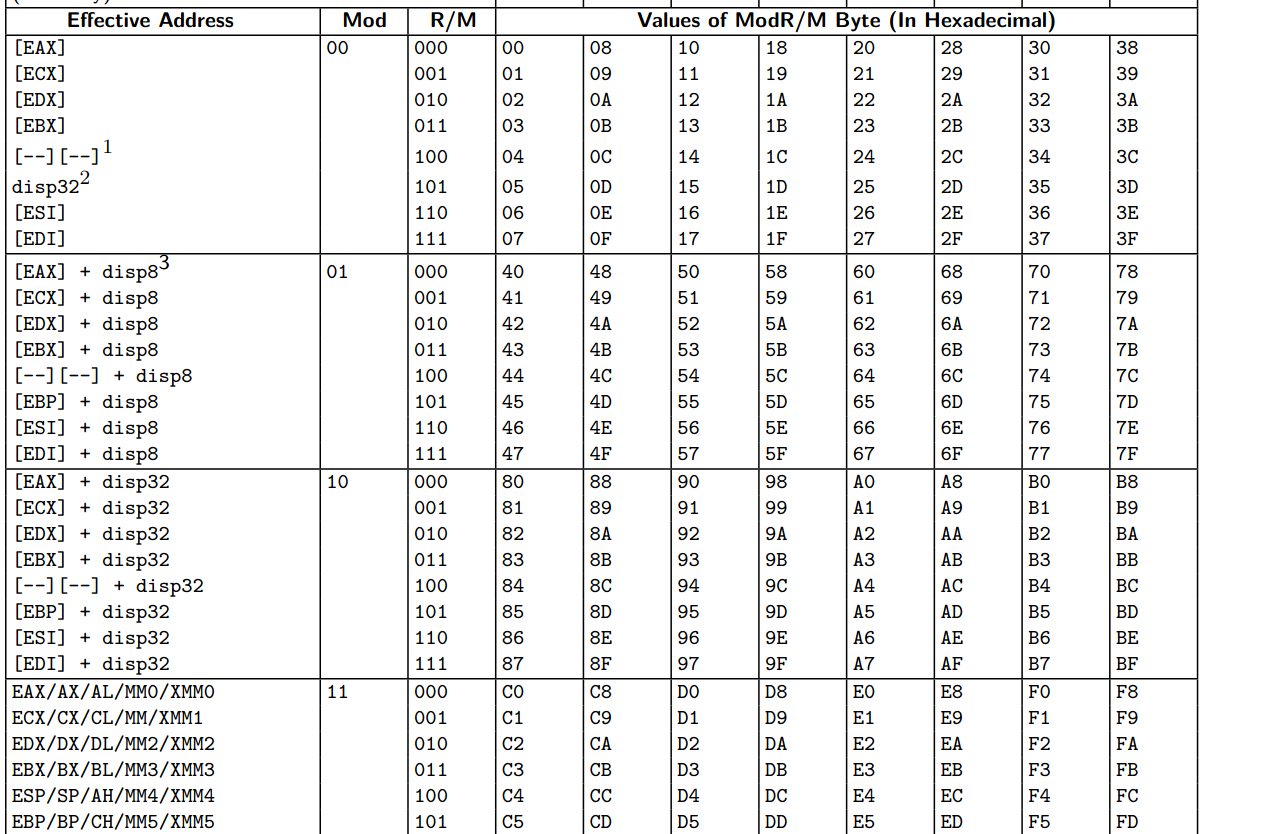 Effective Address Mod R/M Values of ModR/M Byte (In Hexadecimal)
[EAX] 00 000 00 08 10 18 20 28 30 38
[ECX] 001 01 09 11 19 21 29 31 39
[EDX] 010 02 0A 12 1A 22 2A 32 3A
[EBX] 011 03 0B 13 1B 23 2B 33 3B
[--][--]1 100 04 0C 14 1C 24 2C 34 3C
disp322 101 05 0D 15 1D 25 2D 35 3D
[ESI] 110 06 0E 16 1E 26 2E 36 3E
[EDI] 111 07 0F 17 1F 27 2F 37 3F
[EAX] + disp83 01 000 40 48 50 58 60 68 70 78
[ECX] + disp8 001 41 49 51 59 61 69 71 79
[EDX] + disp8 010 42 4A 52 5A 62 6A 72 7A
[EBX] + disp8 011 43 4B 53 5B 63 6B 73 7B
[--][--] + disp8 100 44 4C 54 5C 64 6C 74 7C
[EBP] + disp8 101 45 4D 55 5D 65 6D 75 7D
[ESI] + disp8 110 46 4E 56 5E 66 6E 76 7E
[EDI] + disp8 111 47 4F 57 5F 67 6F 77 7F
[EAX] + disp32 10 000 80 88 90 98 A0 A8 B0 B8
[ECX] + disp32 001 81 89 91 99 A1 A9 B1 B9
[EDX] + disp32 010 82 8A 92 9A A2 AA B2 BA
[EBX] + disp32 011 83 8B 93 9B A3 AB B3 BB
[--][--] + disp32 100 84 8C 94 9C A4 AC B4 BC
[EBP] + disp32 101 85 8D 95 9D A5 AD B5 BD
[ESI] + disp32 110 86 8E 96 9E A6 AE B6 BE
[EDI] + disp32 111 87 8F 97 9F A7 AF B7 BF
EAX/AX/AL/MM0/XMM0 11 000 C0 C8 D0 D8 E0 E8 F0 F8
ECX/CX/CL/MM/XMM1 001 C1 C9 D1 D9 E1 E9 F1 F9
EDX/DX/DL/MM2/XMM2 010 C2 CA D2 DA E2 EA F2 FA
EBX/BX/BL/MM3/XMM3 011 C3 CB D3 DB E3 EB F3 FB
ESP/SP/AH/MM4/XMM4 100 C4 CC D4 DC E4 EC F4 FC
EBP/BP/CH/MM5/XMM5 101 C5 CD D5 DD E5 ED F5 FD